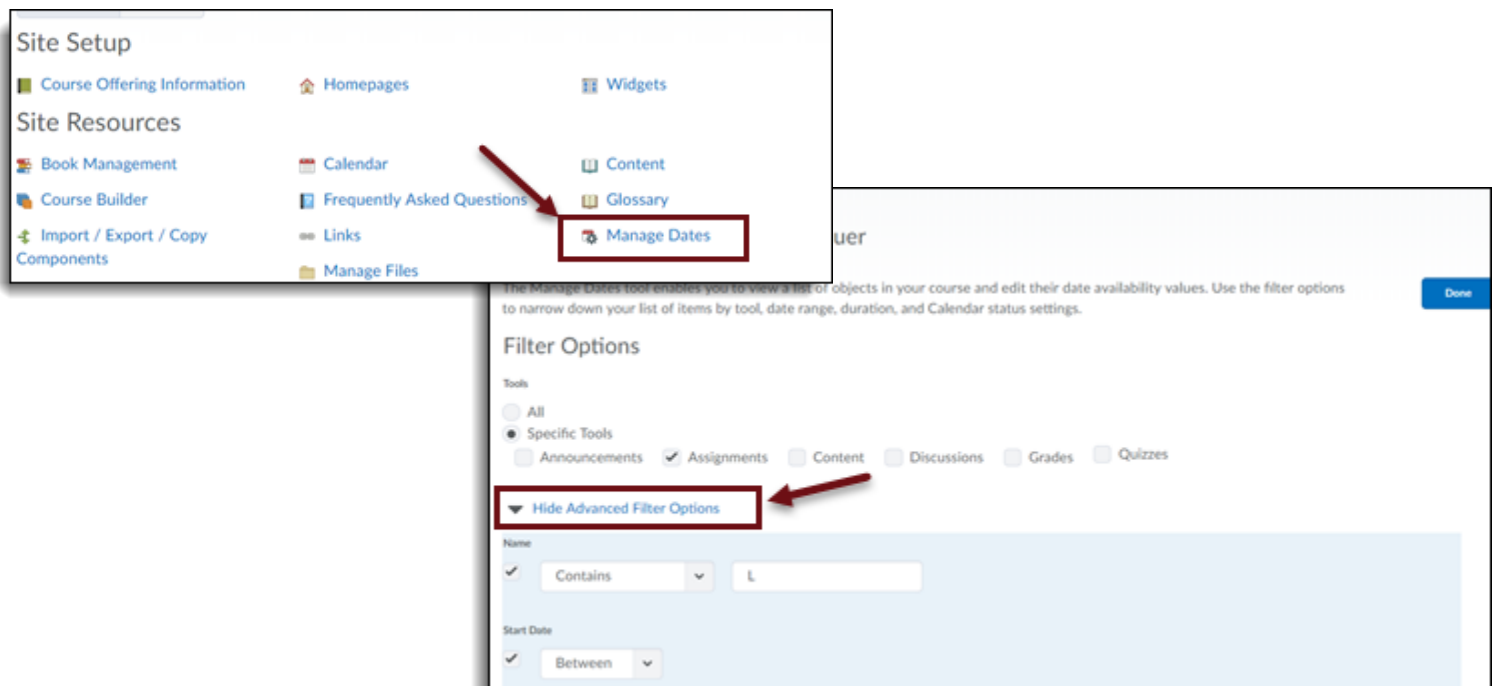 Site Setup
Course Offering Information
Homepages
Widgets
Site Resources
Book Management
Calendar
Content
Course Builder
Frequently Asked Questions
Glossary
Import / Export / Copy
Components
Links
Manage Dates
Manage Files
uer
The Manage Dates tool enables you to view a list of objects in your course and edit their date availability values. Use the filter options
to narrow down your list of items by tool, date range, duration, and Calendar status settings.
Done
Filter Options
Tools
All
Specific Tools
Announcements Assignments Content Discussions Grades Quizzes
Hide Advanced Filter Options
Name
Contains L
Start Date
Between